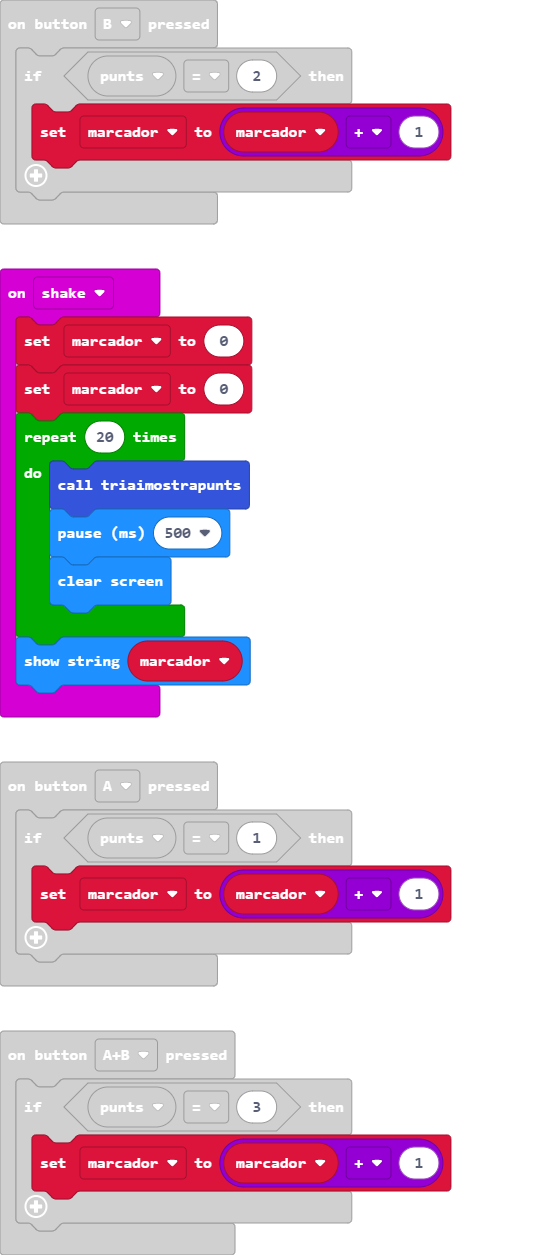 on button B pressed
if punts = 2 then
set marcador to marcador + 1
on shake
set marcador to 0
set marcador to 0
repeat 20 times
do
call triaimostrapunts
pause (ms) 500
clear screen
show string marcador
on button A pressed
if punts = 1 then
set marcador to marcador + 1
on button A+B pressed
if punts = 3 then
set marcador to marcador + 1